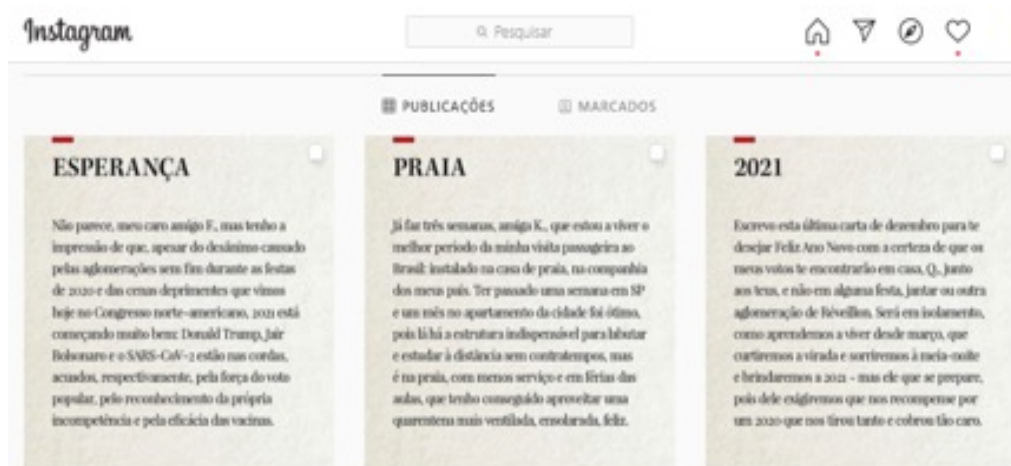 Instagram
Pesquisar
PUBLICAÇÕES
MARCADOS
ESPERANÇA
Não parece, meu caro amigo F., mas tenho a
impressão de que, apesar do desânimo causado
pelas aglomerações sem fim durante as festas
de 2020 e das cenas deprimentes que vimos
hoje no Congresso norte-americano, 2021 está
começando muito bem: Donald Trump, Jair
Bolsonaro e o SARS-CoV-2 estão nas cordas,
acuados, respectivamente, pela força do voto
popular, pelo reconhecimento da própria
incompetência e pela eficácia das vacinas.
PRAIA
Já faz três semanas, amiga K., que estou a viver o
melhor período da minha visita passageira ao
Brasil: instalado na casa de praia, na companhia
dos meus pais. Ter passado uma semana em SP
e um mês no apartamento da cidade foi ótimo,
pois lá há a estrutura indispensável para labutar
e estudar à distância sem contratempos, mas
é na praia, com menos serviço e em férias das
aulas, que tenho conseguido aproveitar uma
quarentena mais ventilada, ensolarada, feliz.
2021
Escrevo esta última carta de dezembro para te
desejar Feliz Ano Novo com a certeza de que os
meus votos te encontrarão em casa, Q., junto
aos teus, e não em alguma festa, jantar ou outra
aglomeração de Réveillon. Será em isolamento,
como aprendemos a viver desde março, que
curtiremos a virada e sorriremos à meia-noite
e brindaremos a 2021 – mas ele que se prepare,
pois dele exigiremos que nos recompense por
um 2020 que nos tirou tanto e cobrou tão caro.